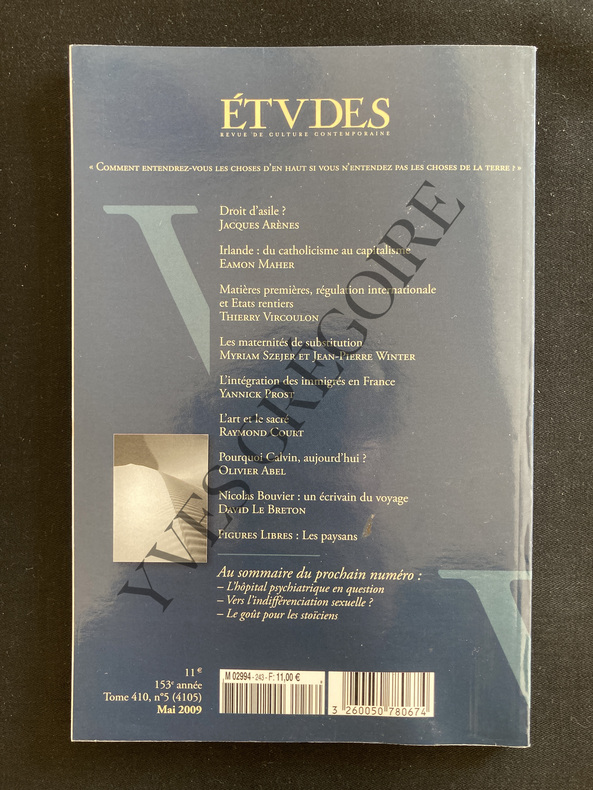 ÉTVDES
REVUE DE CULTURE CONTEMPORAINE
« Comment entendrez-vous les choses d'en haut si vous n'entendez pas les choses de la terre ? »
Droit d'asile ?
Jacques Arènes
Irlande : du catholicisme au capitalisme
Eamon Maher
Matières premières, régulation internationale
et Etats rentiers
Thierry Vircoulon
Les maternités de substitution
Myriam Szejer et Jean-Pierre Winter
L'intégration des immigrés en France
Yannick Prost
L'art et le sacré
Raymond Court
Pourquoi Calvin, aujourd'hui ?
Olivier Abel
Nicolas Bouvier : un écrivain du voyage
David Le Breton
Figures Libres : Les paysans
Au sommaire du prochain numéro :
– L'hôpital psychiatrique en question
– Vers l'indifférenciation sexuelle ?
– Le goût pour les stoïciens
11 €
153e année
Tome 410, n°5 (4105)
Mai 2009
M 02994 - 243 - F: 11,00 €
3 260050 780674
YVES GRÉGOIRE